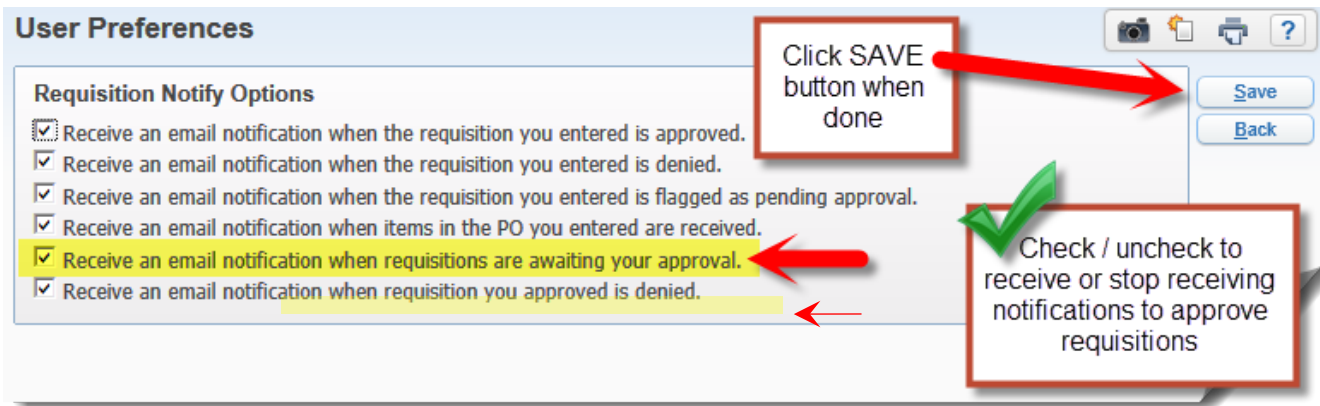 User Preferences
?
Click SAVE
button when
done
Save
Back
Requisition Notify Options
Receive an email notification when the requisition you entered is approved.
Receive an email notification when the requisition you entered is denied.
Receive an email notification when the requisition you entered is flagged as pending approval.
Receive an email notification when items in the PO you entered are received.
Receive an email notification when requisitions are awaiting your approval.
Receive an email notification when requisition you approved is denied.
Check / uncheck to
receive or stop receiving
notifications to approve
requisitions